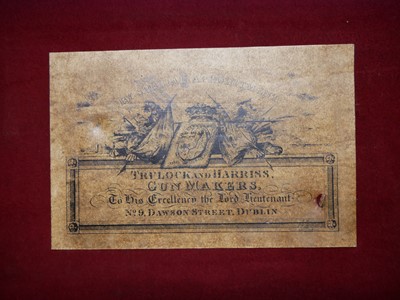 TRULOCK AND HARRISS,
GUN MAKERS,
To His Excellency the Lord Lieutenant
No. 9, DAWSON STREET, DUBLIN